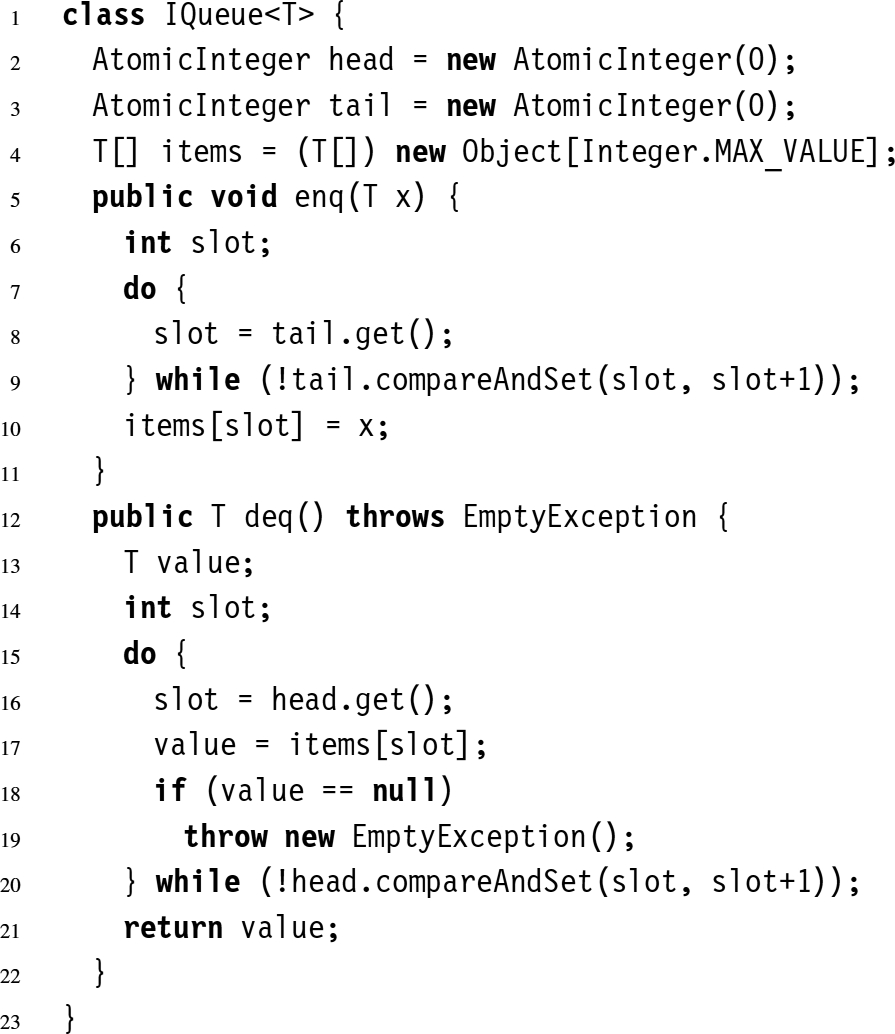 1 class IQueue<T> {
2 AtomicInteger head = new AtomicInteger(0);
3 AtomicInteger tail = new AtomicInteger(0);
4 T[] items = (T[]) new Object[Integer.MAX_VALUE];
5 public void enq(T x) {
6 int slot;
7 do {
8 slot = tail.get();
9 } while (!tail.compareAndSet(slot, slot+1));
10 items[slot] = x;
11 }
12 public T deq() throws EmptyException {
13 T value;
14 int slot;
15 do {
16 slot = head.get();
17 value = items[slot];
18 if (value == null)
19 throw new EmptyException();
20 } while (!head.compareAndSet(slot, slot+1));
21 return value;
22 }
23 }